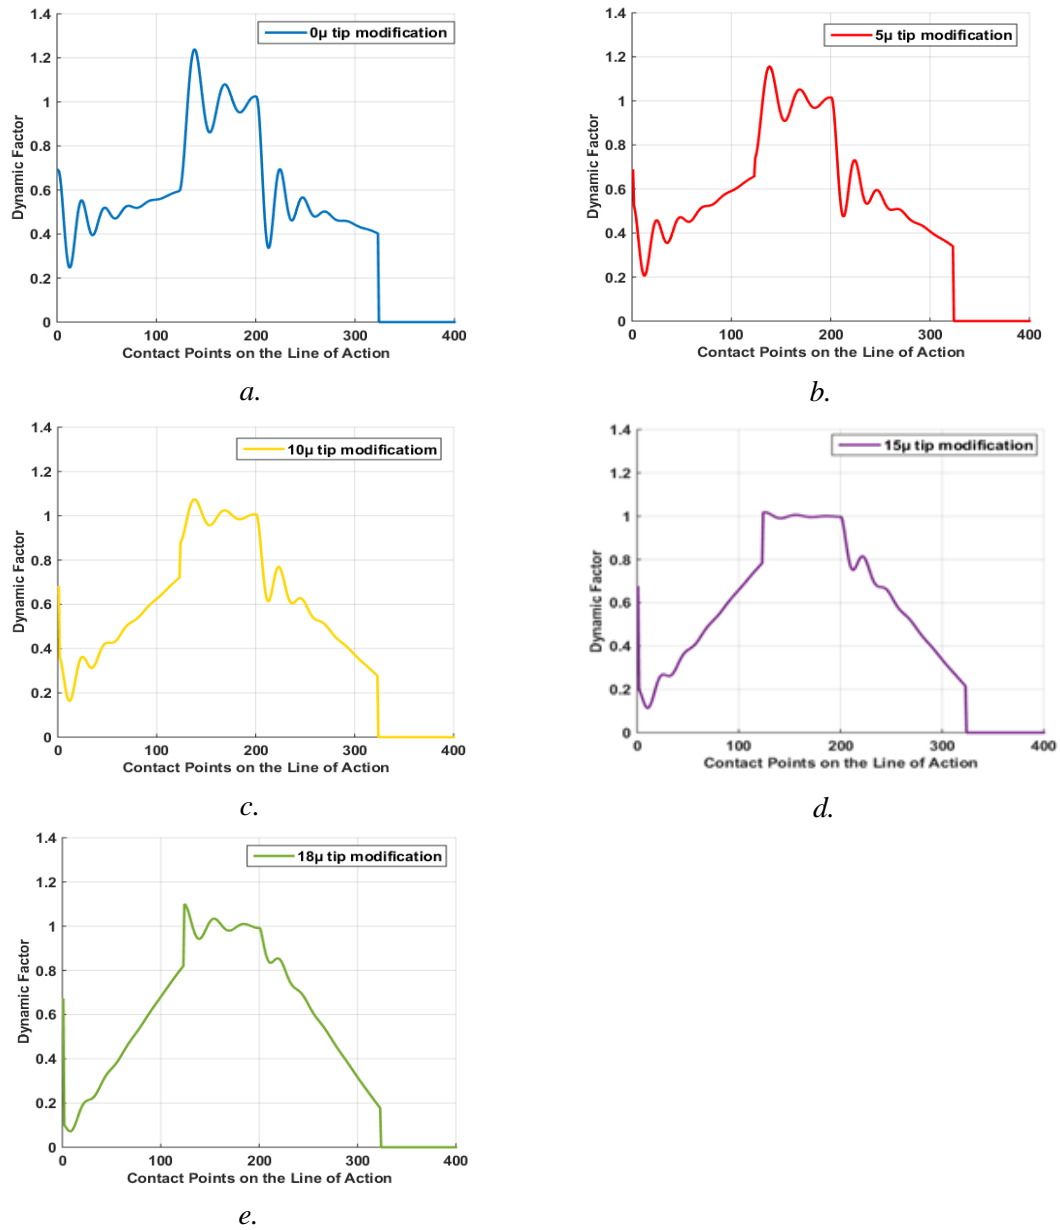 1.4
1.2
1
0.8
0.6
0.4
0.2
0
0 100 200 300 400
Dynamic Factor
Contact Points on the Line of Action
0µ tip modification
a.
1.4
1.2
1
0.8
0.6
0.4
0.2
0
0 100 200 300 400
Dynamic Factor
Contact Points on the Line of Action
5µ tip modification
b.
1.4
1.2
1
0.8
0.6
0.4
0.2
0
0 100 200 300 400
Dynamic Factor
Contact Points on the Line of Action
10µ tip modificatiom
c.
1.4
1.2
1
0.8
0.6
0.4
0.2
0
0 100 200 300 400
Dynamic Factor
Contact Points on the Line of Action
15µ tip modification
d.
1.4
1.2
1
0.8
0.6
0.4
0.2
0
0 100 200 300 400
Dynamic Factor
Contact Points on the Line of Action
18µ tip modification
e.